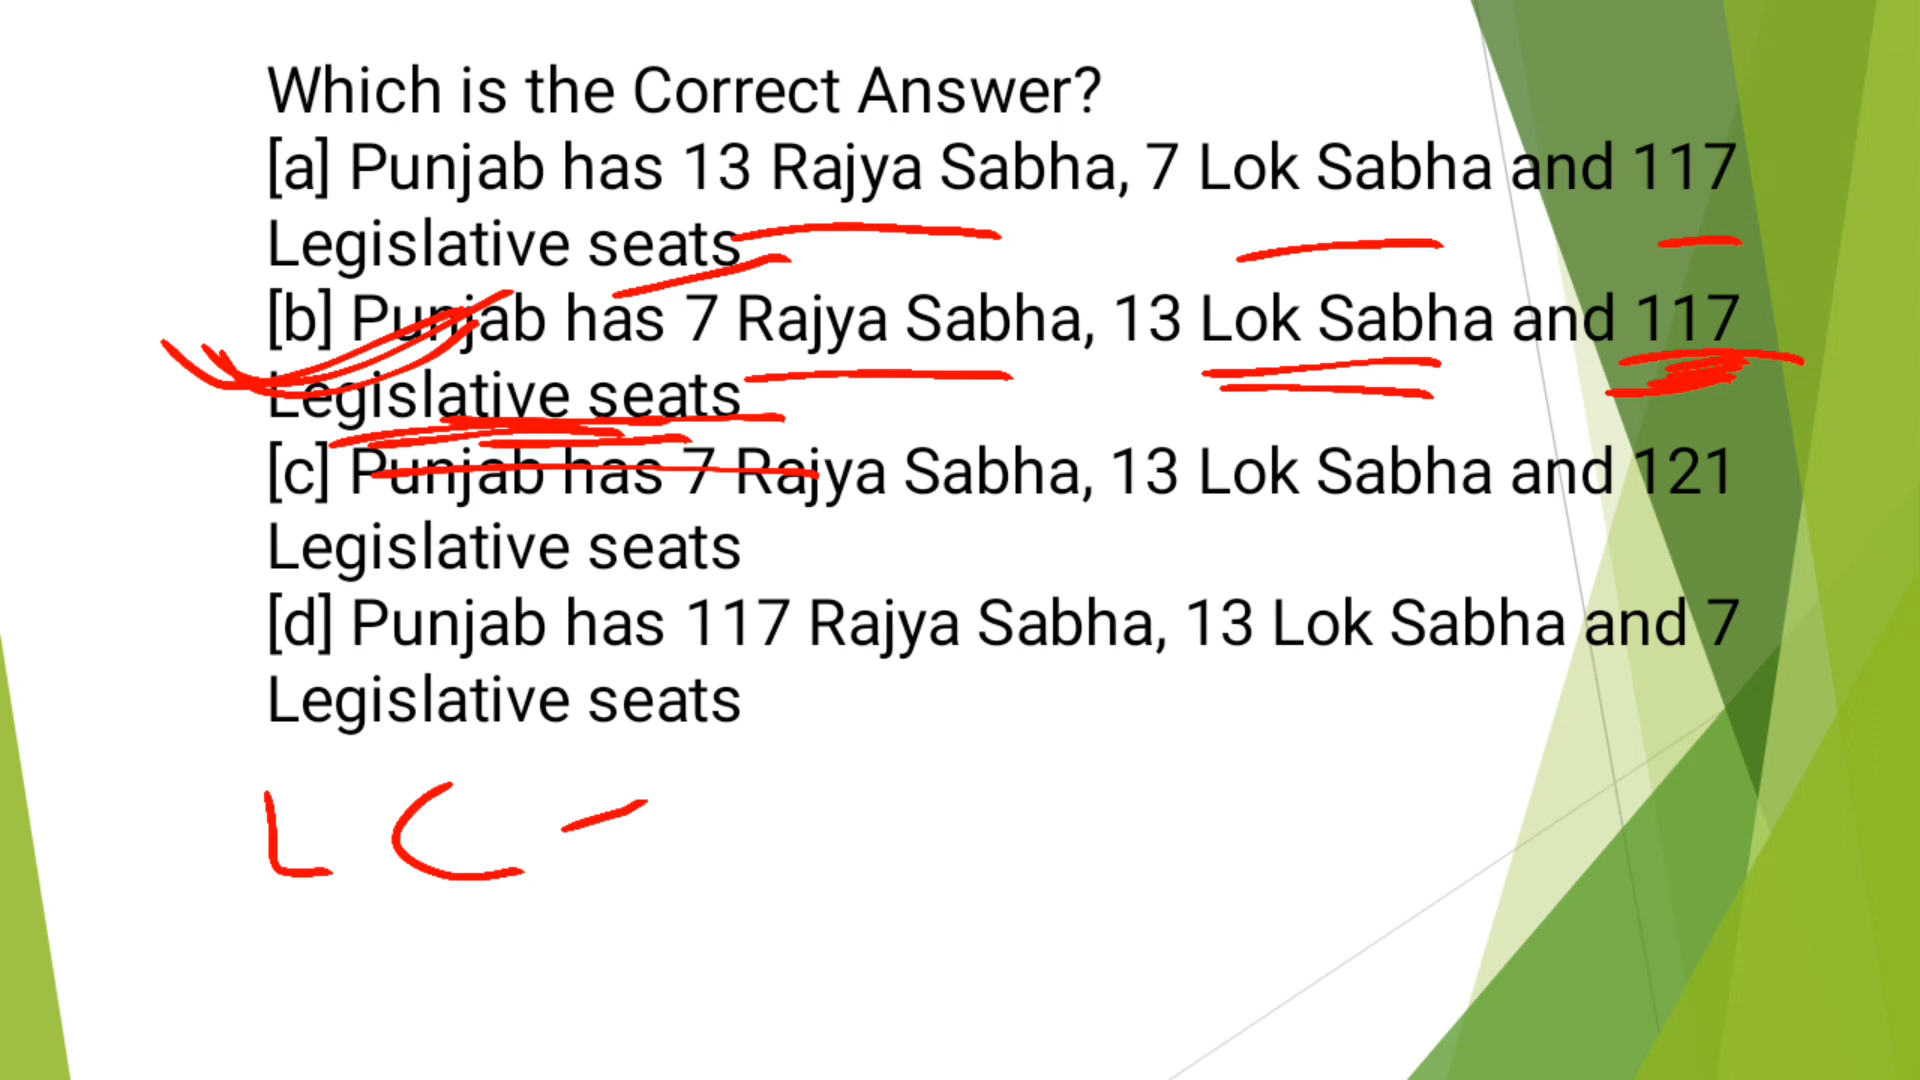 Which is the Correct Answer?
[a] Punjab has 13 Rajya Sabha, 7 Lok Sabha and 117
Legislative seats
[b] Punjab has 7 Rajya Sabha, 13 Lok Sabha and 117
Legislative seats
[c] Punjab has 7 Rajya Sabha, 13 Lok Sabha and 121
Legislative seats
[d] Punjab has 117 Rajya Sabha, 13 Lok Sabha and 7
Legislative seats
L C -